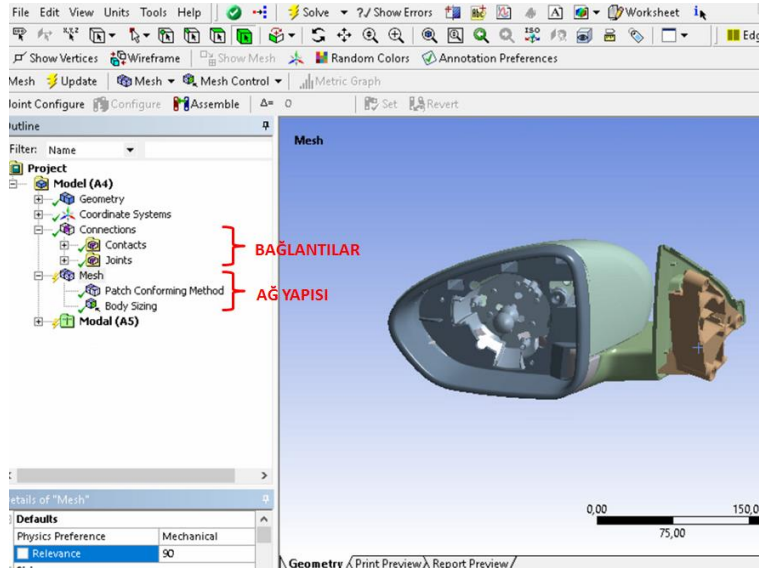 File Edit View Units Tools Help Solve ?/ Show Errors Worksheet
Show Vertices Wireframe Show Mesh Random Colors Annotation Preferences
Mesh Update Mesh Mesh Control Metric Graph
Joint Configure Configure Assemble Δ= 0 Set Revert
Outline
Filter: Name
Project
Model (A4)
Geometry
Coordinate Systems
Connections
Contacts
Joints
BAĞLANTILAR
Mesh
Patch Conforming Method
Body Sizing
AĞ YAPISI
Modal (A5)
Mesh
0,00
75,00
Details of "Mesh"
Defaults
Physics Preference Mechanical
Relevance 90
Geometry Print Preview Report Preview